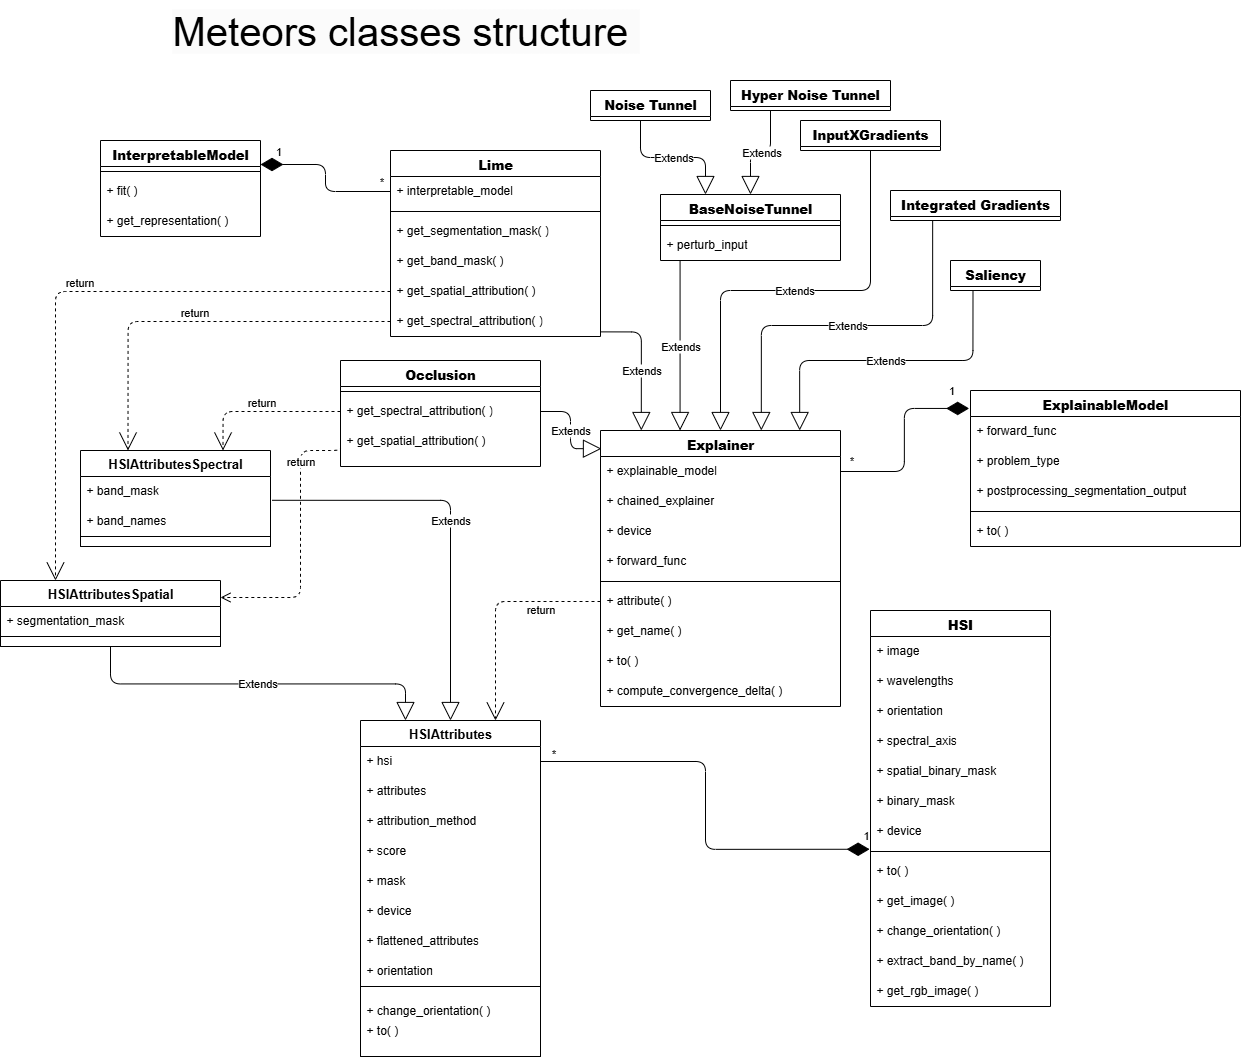 Meteors classes structure
Noise Tunnel
Hyper Noise Tunnel
InputXGradients
Extends
Extends
InterpretableModel
+ fit( )
+ get_representation( )
1
*
Lime
+ interpretable_model
+ get_segmentation_mask( )
+ get_band_mask( )
+ get_spatial_attribution( )
+ get_spectral_attribution( )
BaseNoiseTunnel
+ perturb_input
Integrated Gradients
Saliency
return
return
Extends
Extends
Extends
Extends
Extends
Occlusion
+ get_spectral_attribution( )
+ get_spatial_attribution( )
return
return
Extends
1
*
ExplainableModel
+ forward_func
+ problem_type
+ postprocessing_segmentation_output
+ to( )
Explainer
+ explainable_model
+ chained_explainer
+ device
+ forward_func
+ attribute( )
+ get_name( )
+ to( )
+ compute_convergence_delta( )
HSIAttributesSpectral
+ band_mask
+ band_names
Extends
HSIAttributesSpatial
+ segmentation_mask
return
Extends
HSI
+ image
+ wavelengths
+ orientation
+ spectral_axis
+ spatial_binary_mask
+ binary_mask
+ device
+ to( )
+ get_image( )
+ change_orientation( )
+ extract_band_by_name( )
+ get_rgb_image( )
HSIAttributes
+ hsi
+ attributes
+ attribution_method
+ score
+ mask
+ device
+ flattened_attributes
+ orientation
+ change_orientation( )
+ to( )
*
1